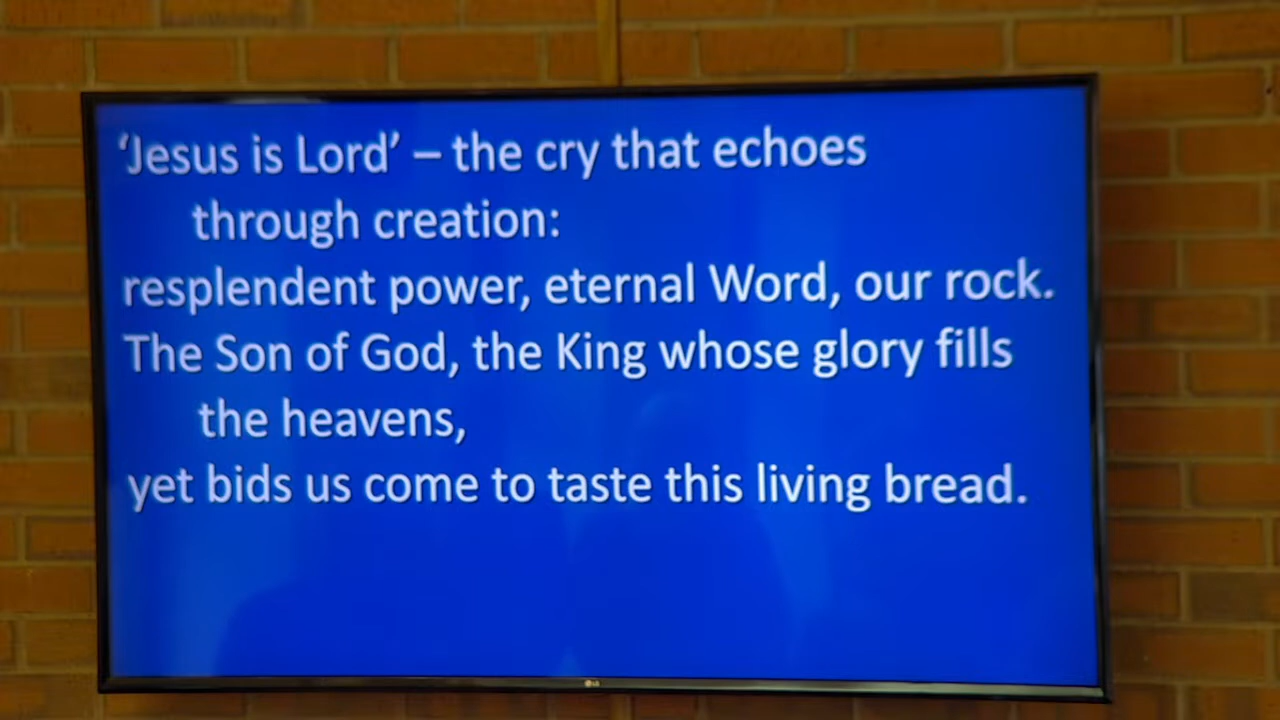 ‘Jesus is Lord’ – the cry that echoes
through creation:
resplendent power, eternal Word, our rock.
The Son of God, the King whose glory fills
the heavens,
yet bids us come to taste this living bread.
LG